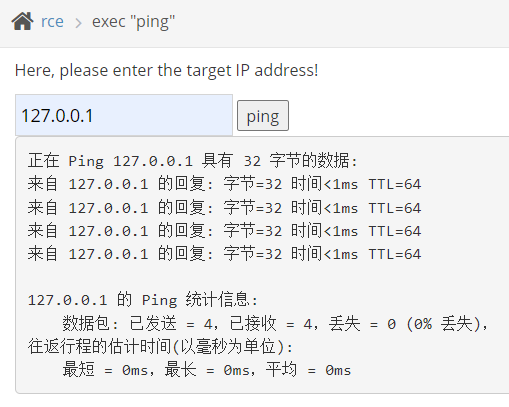 rce > exec "ping"
Here, please enter the target IP address!
127.0.0.1 ping
正在 Ping 127.0.0.1 具有 32 字节的数据:
来自 127.0.0.1 的回复: 字节=32 时间<1ms TTL=64
来自 127.0.0.1 的回复: 字节=32 时间<1ms TTL=64
来自 127.0.0.1 的回复: 字节=32 时间<1ms TTL=64
来自 127.0.0.1 的回复: 字节=32 时间<1ms TTL=64
127.0.0.1 的 Ping 统计信息:
数据包: 已发送 = 4，已接收 = 4，丢失 = 0 (0% 丢失)，
往返行程的估计时间(以毫秒为单位):
最短 = 0ms，最长 = 0ms，平均 = 0ms